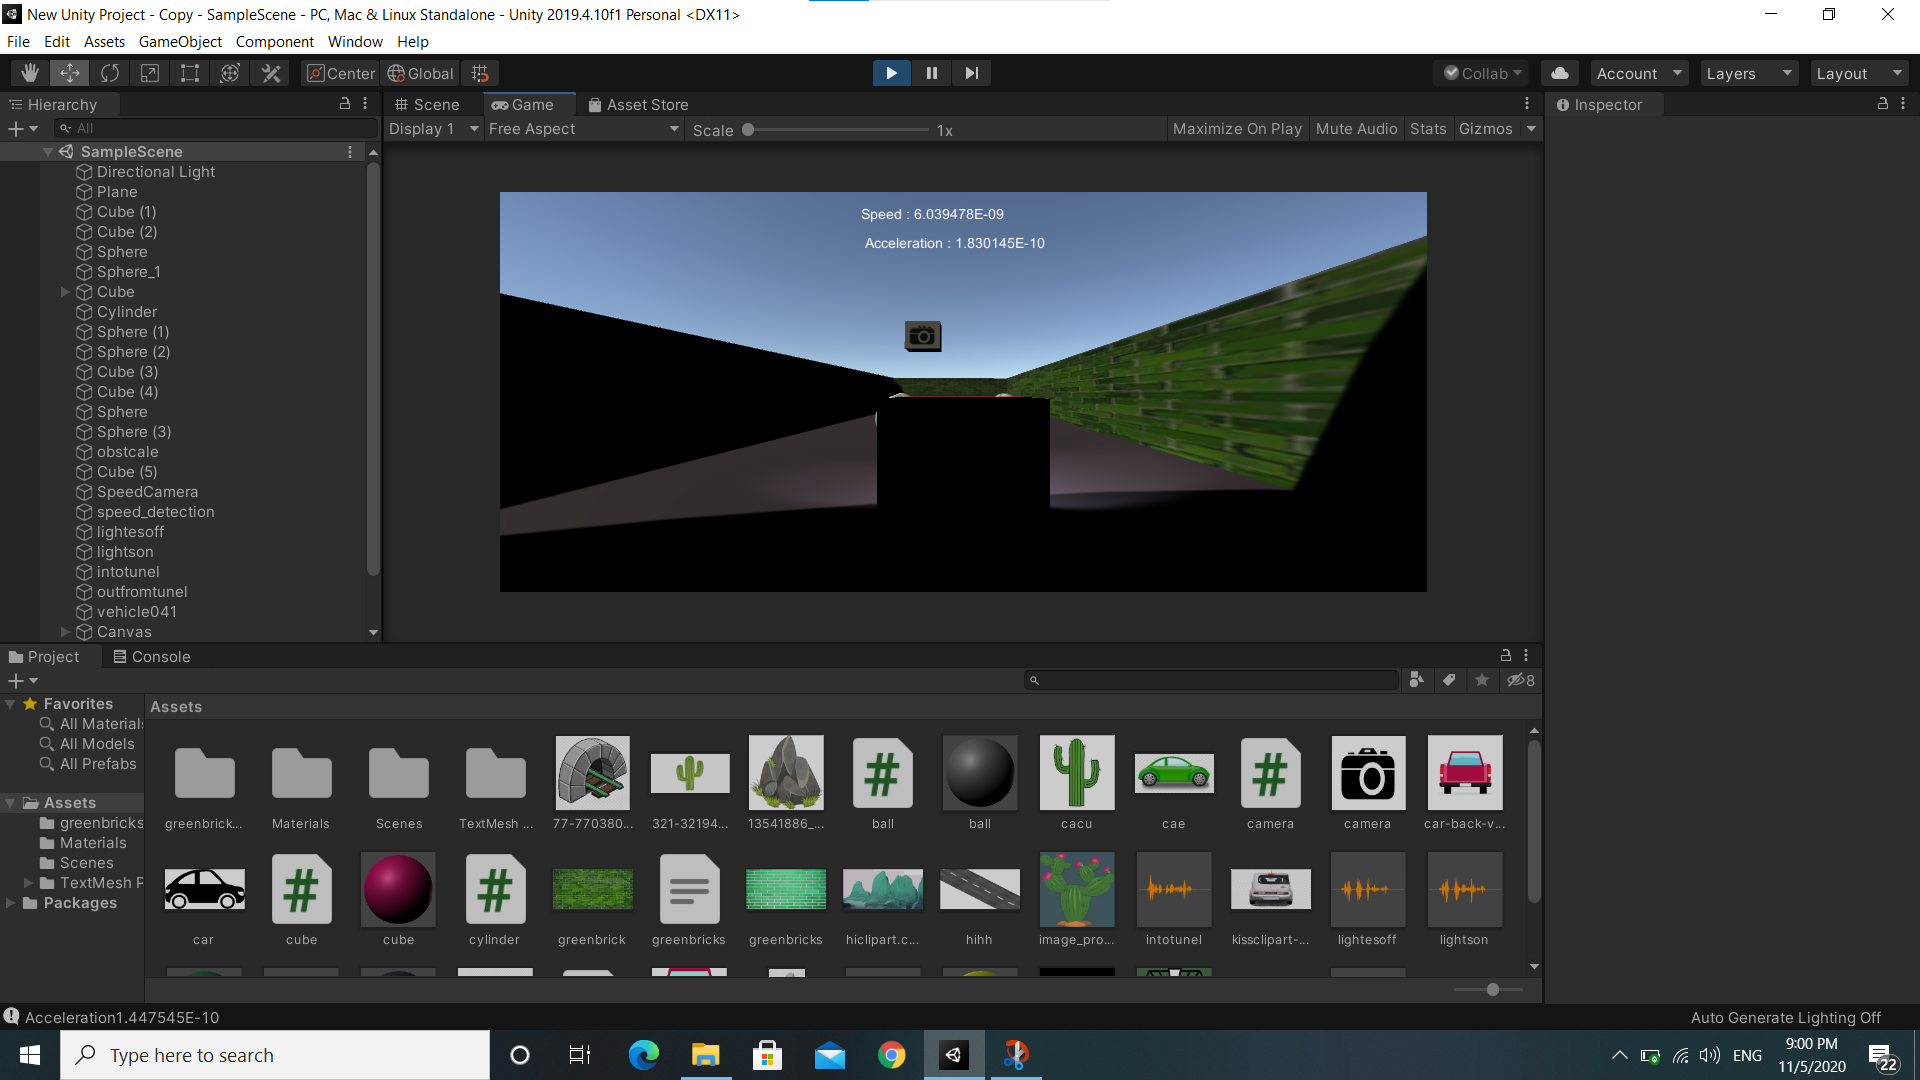 New Unity Project - Copy - SampleScene - PC, Mac & Linux Standalone - Unity 2019.4.10f1 Personal <DX11>
File Edit Assets GameObject Component Window Help
Center Global Collab Account Layers Layout
Hierarchy
All
SampleScene
Directional Light
Plane
Cube (1)
Cube (2)
Sphere
Sphere_1
Cube
Cylinder
Sphere (1)
Sphere (2)
Cube (3)
Cube (4)
Sphere
Sphere (3)
obstcale
Cube (5)
SpeedCamera
speed_detection
lightesoff
lightson
intotunel
outfromtunel
vehicle041
Canvas
Scene Game Asset Store
Display 1 Free Aspect Scale 1x Maximize On Play Mute Audio Stats Gizmos
Speed : 6.039478E-09
Acceleration : 1.830145E-10
Inspector
Project Console
8
Favorites
All Materials
All Models
All Prefabs
Assets
greenbricks
Materials
Scenes
TextMesh P
Packages
Assets
greenbrick... Materials Scenes TextMesh ... 77-770380... 321-32194... 13541886_... ball ball cacu cae camera camera car-back-v...
car cube cube cylinder greenbrick greenbricks greenbricks hiclipart.c... hihh image_pro... intotunel kissclipart-... lightesoff lightson
Acceleration1.447545E-10
Auto Generate Lighting Off
Type here to search
ENG
9:00 PM
11/5/2020
22